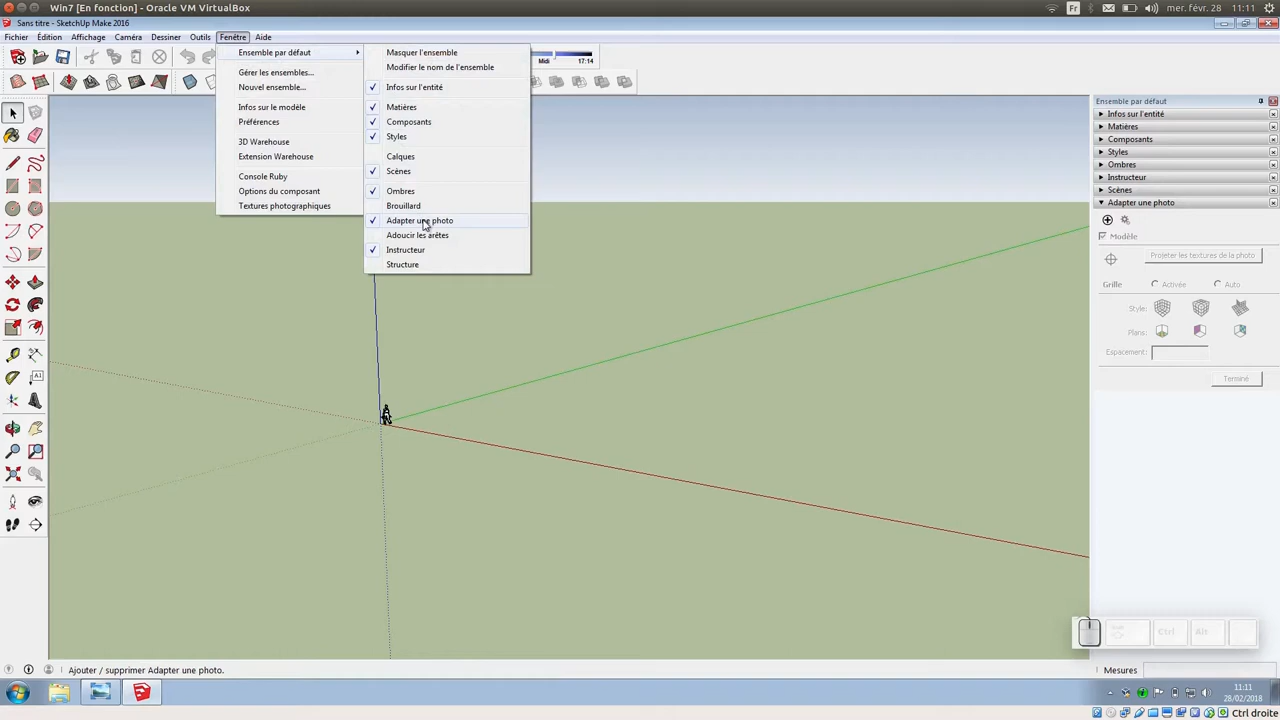 Win7 [En fonction] - Oracle VM VirtualBox
Fr
mer. févr. 28
11:11
Sans titre - SketchUp Make 2016
Fichier Édition Affichage Caméra Dessiner Outils Fenêtre Aide
Midi 17:14
Ensemble par défaut
Gérer les ensembles...
Nouvel ensemble...
Infos sur le modèle
Préférences
3D Warehouse
Extension Warehouse
Console Ruby
Options du composant
Textures photographiques
Masquer l'ensemble
Modifier le nom de l'ensemble
Infos sur l'entité
Matières
Composants
Styles
Calques
Scènes
Ombres
Brouillard
Adapter une photo
Adoucir les arêtes
Instructeur
Structure
Ensemble par défaut
Infos sur l'entité
Matières
Composants
Styles
Ombres
Instructeur
Scènes
Adapter une photo
Modèle
Projeter les textures de la photo
Grille Activée Auto
Style:
Plans:
Espacement:
Terminé
Ctrl Alt
Ajouter / supprimer Adapter une photo.
Mesures
11:11
28/02/2018
Ctrl droite